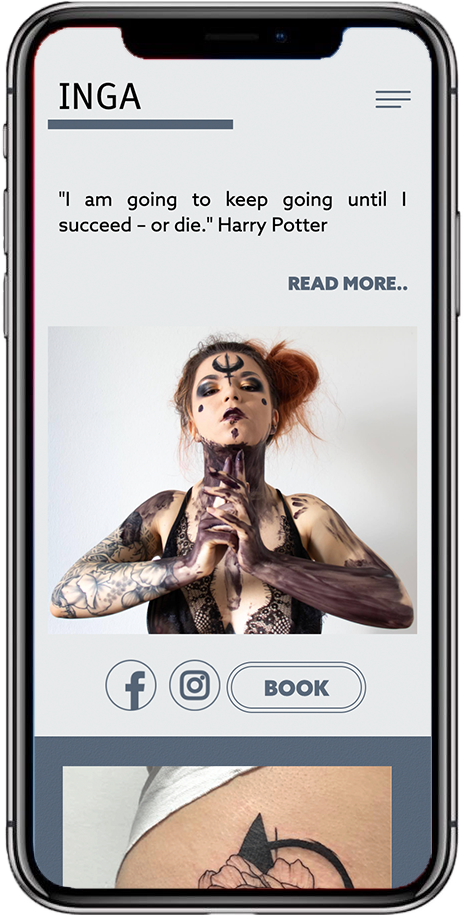 INGA
"I am going to keep going until I
succeed – or die." Harry Potter
READ MORE..
BOOK